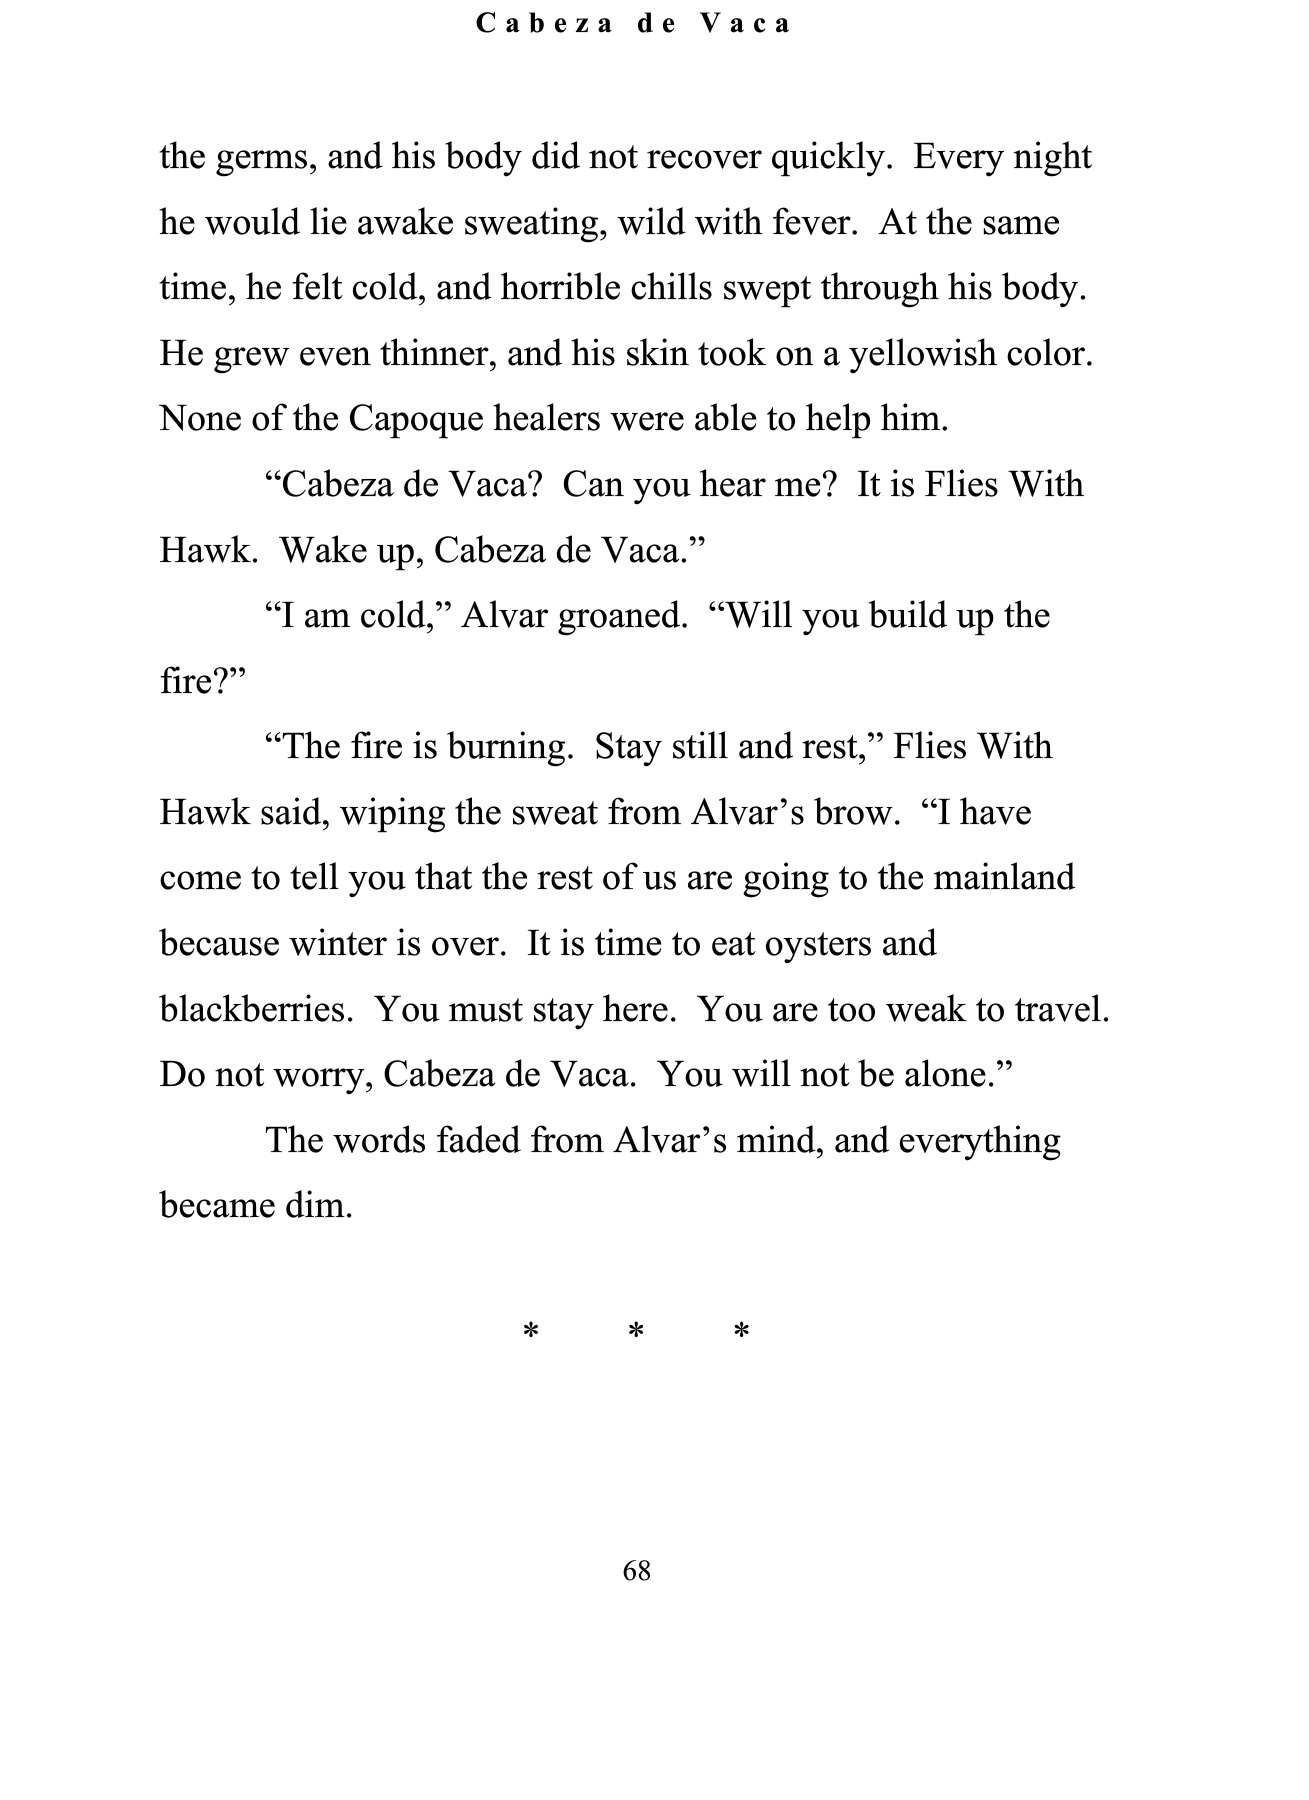 Cabeza de Vaca
the germs, and his body did not recover quickly.  Every night
he would lie awake sweating, wild with fever.  At the same
time, he felt cold, and horrible chills swept through his body.
He grew even thinner, and his skin took on a yellowish color.
None of the Capoque healers were able to help him.
“Cabeza de Vaca?  Can you hear me?  It is Flies With
Hawk.  Wake up, Cabeza de Vaca.”
“I am cold,” Alvar groaned.  “Will you build up the
fire?”
“The fire is burning.  Stay still and rest,” Flies With
Hawk said, wiping the sweat from Alvar’s brow.  “I have
come to tell you that the rest of us are going to the mainland
because winter is over.  It is time to eat oysters and
blackberries.  You must stay here.  You are too weak to travel.
Do not worry, Cabeza de Vaca.  You will not be alone.”
The words faded from Alvar’s mind, and everything
became dim.
* * *
68